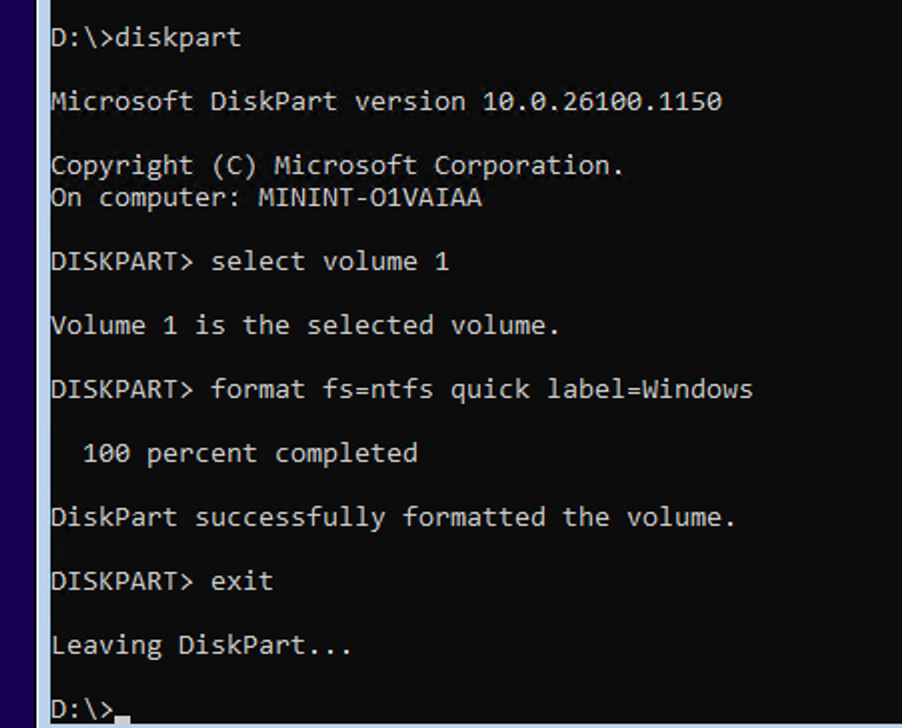 D:\>diskpart
Microsoft DiskPart version 10.0.26100.1150
Copyright (C) Microsoft Corporation.
On computer: MININT-O1VAIAA
DISKPART> select volume 1
Volume 1 is the selected volume.
DISKPART> format fs=ntfs quick label=Windows
100 percent completed
DiskPart successfully formatted the volume.
DISKPART> exit
Leaving DiskPart...
D:\>